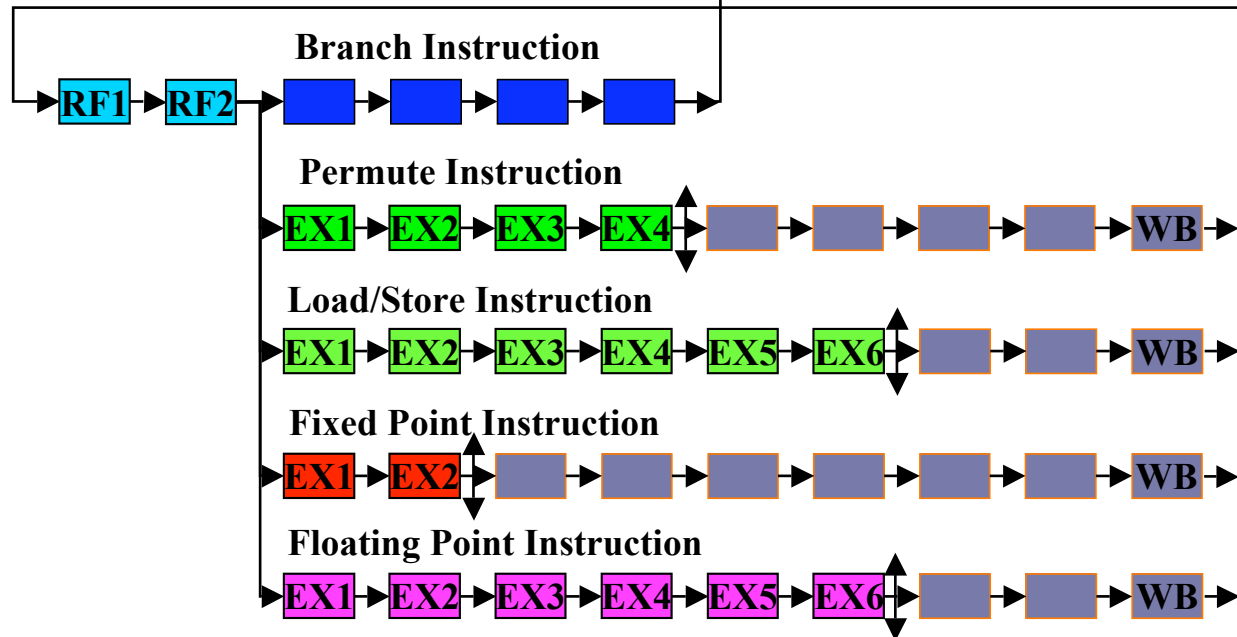 Branch Instruction
RF1 RF2
Permute Instruction
EX1 EX2 EX3 EX4 WB
Load/Store Instruction
EX1 EX2 EX3 EX4 EX5 EX6 WB
Fixed Point Instruction
EX1 EX2 WB
Floating Point Instruction
EX1 EX2 EX3 EX4 EX5 EX6 WB